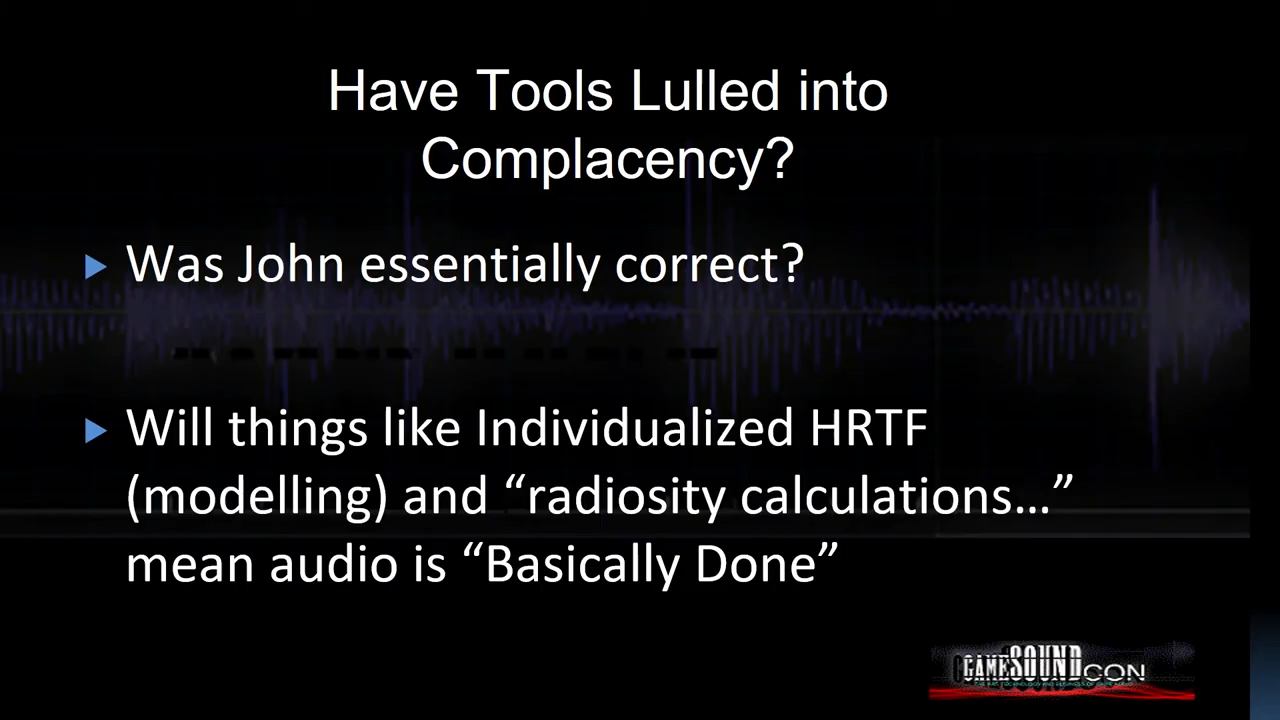 Have Tools Lulled into
Complacency?
Was John essentially correct?
Will things like Individualized HRTF
(modelling) and “radiosity calculations...”
mean audio is “Basically Done”
GAMESOUNDCON